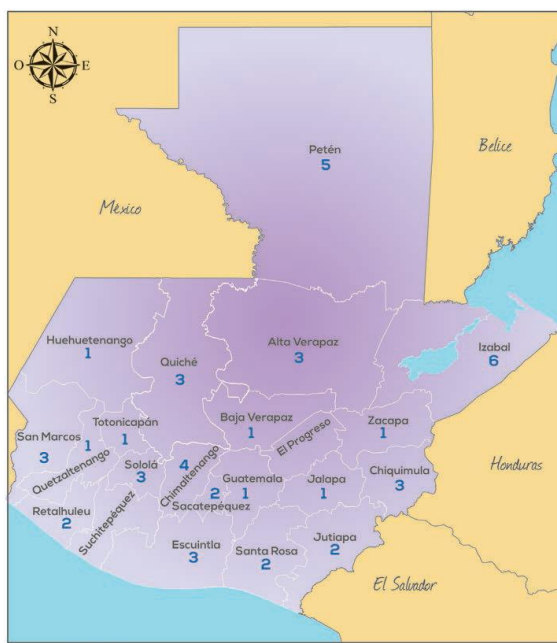 N
O E
S
Petén
5
Belice
México
Huehuetenango
1
Quiché
3
Alta Verapaz
3
Izabal
6
Baja Verapaz
1
El Progreso
Zacapa
1
Totonicapán
1
San Marcos
3
1
Quetzaltenango
Sololá
3
4
Chimaltenango
Guatemala
1
2
Sacatepéquez
Jalapa
1
Chiquimula
3
Honduras
Retalhuleu
2
Suchitepéquez
Escuintla
3
Santa Rosa
2
Jutiapa
2
El Salvador